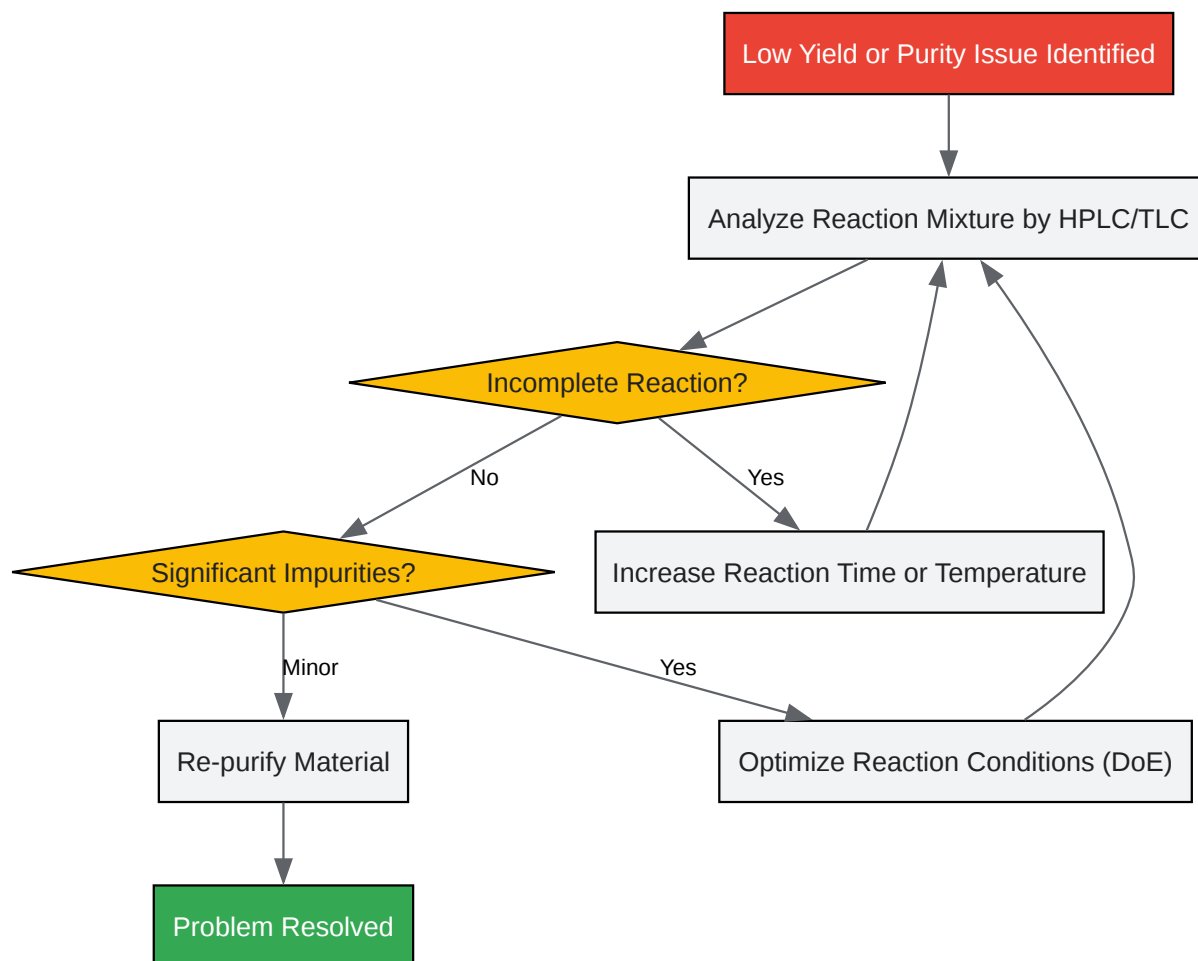 Low Yield or Purity Issue Identified
Analyze Reaction Mixture by HPLC/TLC
Incomplete Reaction?
No
Yes
Significant Impurities?
Increase Reaction Time or Temperature
Minor
Yes
Re-purify Material
Optimize Reaction Conditions (DoE)
Problem Resolved